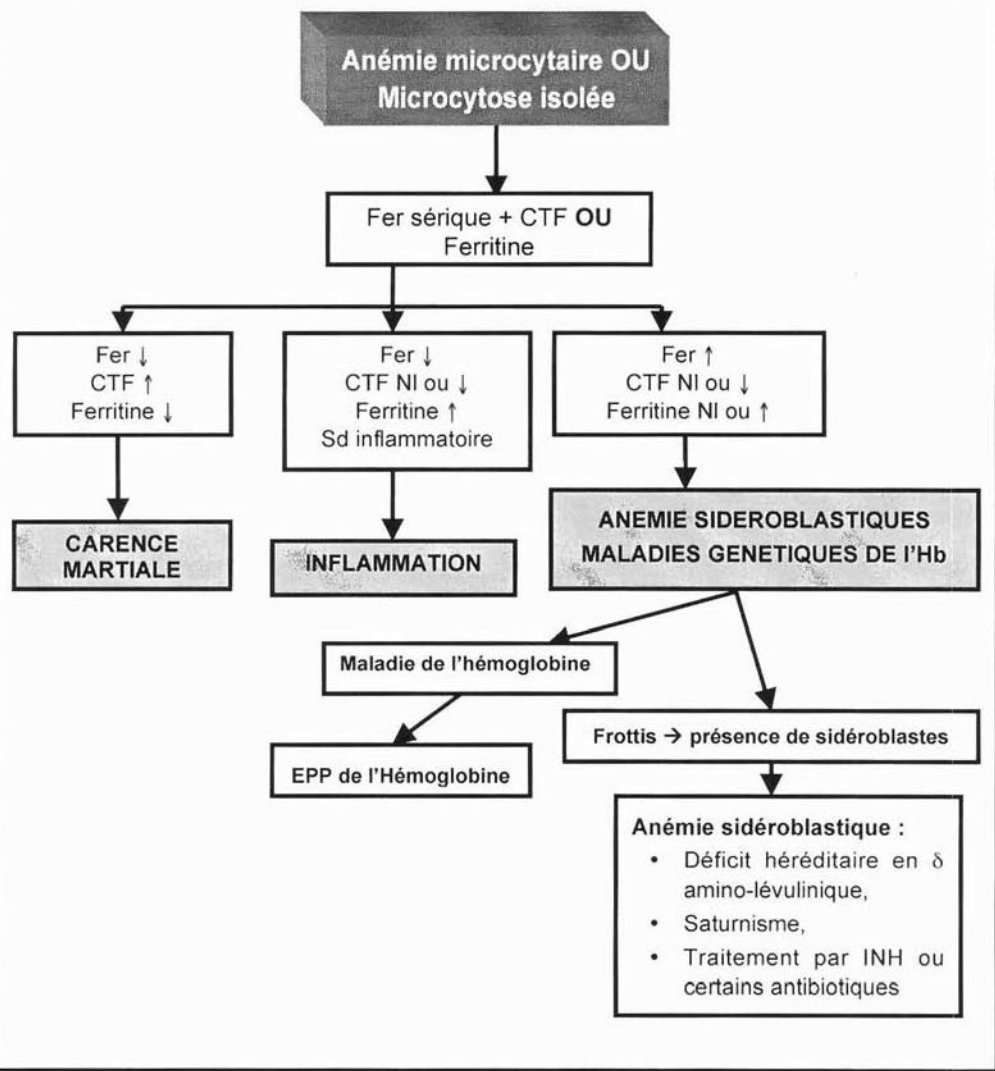 Anémie microcytaire OU
Microcytose isolée
Fer sérique + CTF OU
Ferritine
Fer ↓
CTF ↑
Ferritine ↓
Fer ↓
CTF Nl ou ↓
Ferritine ↑
Sd inflammatoire
Fer ↑
CTF Nl ou ↓
Ferritine Nl ou ↑
CARENCE
MARTIALE
INFLAMMATION
ANEMIE SIDEROBLASTIQUES
MALADIES GENETIQUES DE l'Hb
Maladie de l'hémoglobine
EPP de l'Hémoglobine
Frottis → présence de sidéroblastes
Anémie sidéroblastique :
• Déficit héréditaire en δ
amino-lévulinique,
• Saturnisme,
• Traitement par INH ou
certains antibiotiques